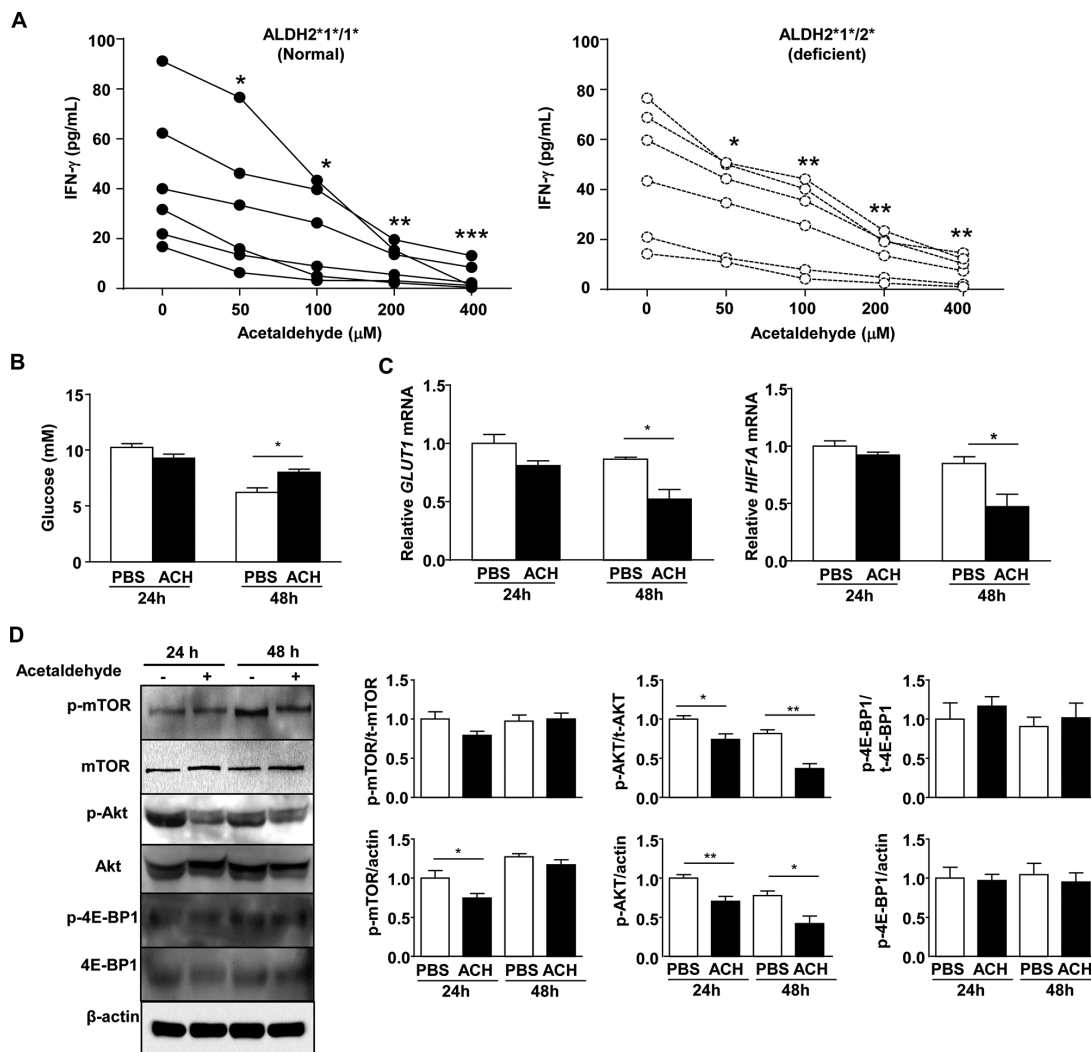 A
ALDH2*1*/1*
(Normal)
IFN-γ (pg/mL)
100
80
60
40
20
0
*
*
**
***
0 50 100 200 400
Acetaldehyde (μM)
ALDH2*1*/2*
(deficient)
IFN-γ (pg/mL)
100
80
60
40
20
0
*
**
**
**
0 50 100 200 400
Acetaldehyde (μM)
B
Glucose (mM)
15
10
5
0
*
PBS ACH PBS ACH
24h 48h
C
Relative GLUT1 mRNA
1.5
1.0
0.5
0.0
*
PBS ACH PBS ACH
24h 48h
Relative HIF1A mRNA
1.5
1.0
0.5
0.0
*
PBS ACH PBS ACH
24h 48h
D
24 h 48 h
Acetaldehyde - + - +
p-mTOR
mTOR
p-Akt
Akt
p-4E-BP1
4E-BP1
β-actin
p-mTOR/t-mTOR
1.5
1.0
0.5
0.0
p-AKT/t-AKT
1.5
1.0
0.5
0.0
*
**
p-4E-BP1/
t-4E-BP1
1.5
1.0
0.5
0.0
p-mTOR/actin
1.5
1.0
0.5
0.0
*
PBS ACH PBS ACH
24h 48h
p-AKT/actin
1.5
1.0
0.5
0.0
**
*
PBS ACH PBS ACH
24h 48h
p-4E-BP1/actin
1.5
1.0
0.5
0.0
PBS ACH PBS ACH
24h 48h